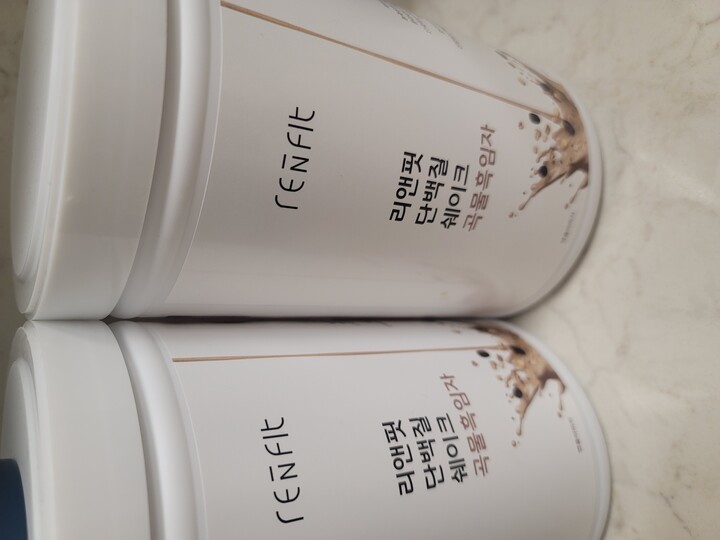 renfit
리앤핏
단백질
쉐이크
곡물흑임자
renfit
리앤핏
단백질
쉐이크
곡물흑임자